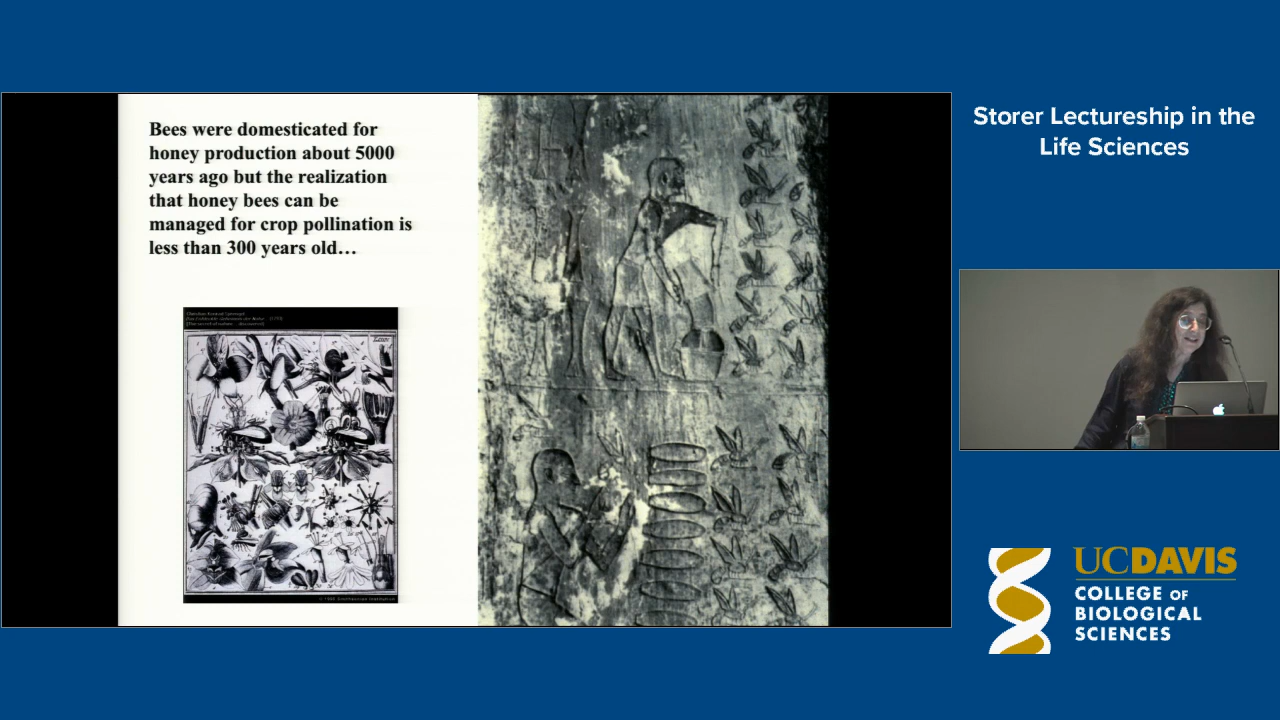 Bees were domesticated for
honey production about 5000
years ago but the realization
that honey bees can be
managed for crop pollination is
less than 300 years old…
Storer Lectureship in the
Life Sciences
UCDAVIS
COLLEGE OF
BIOLOGICAL
SCIENCES